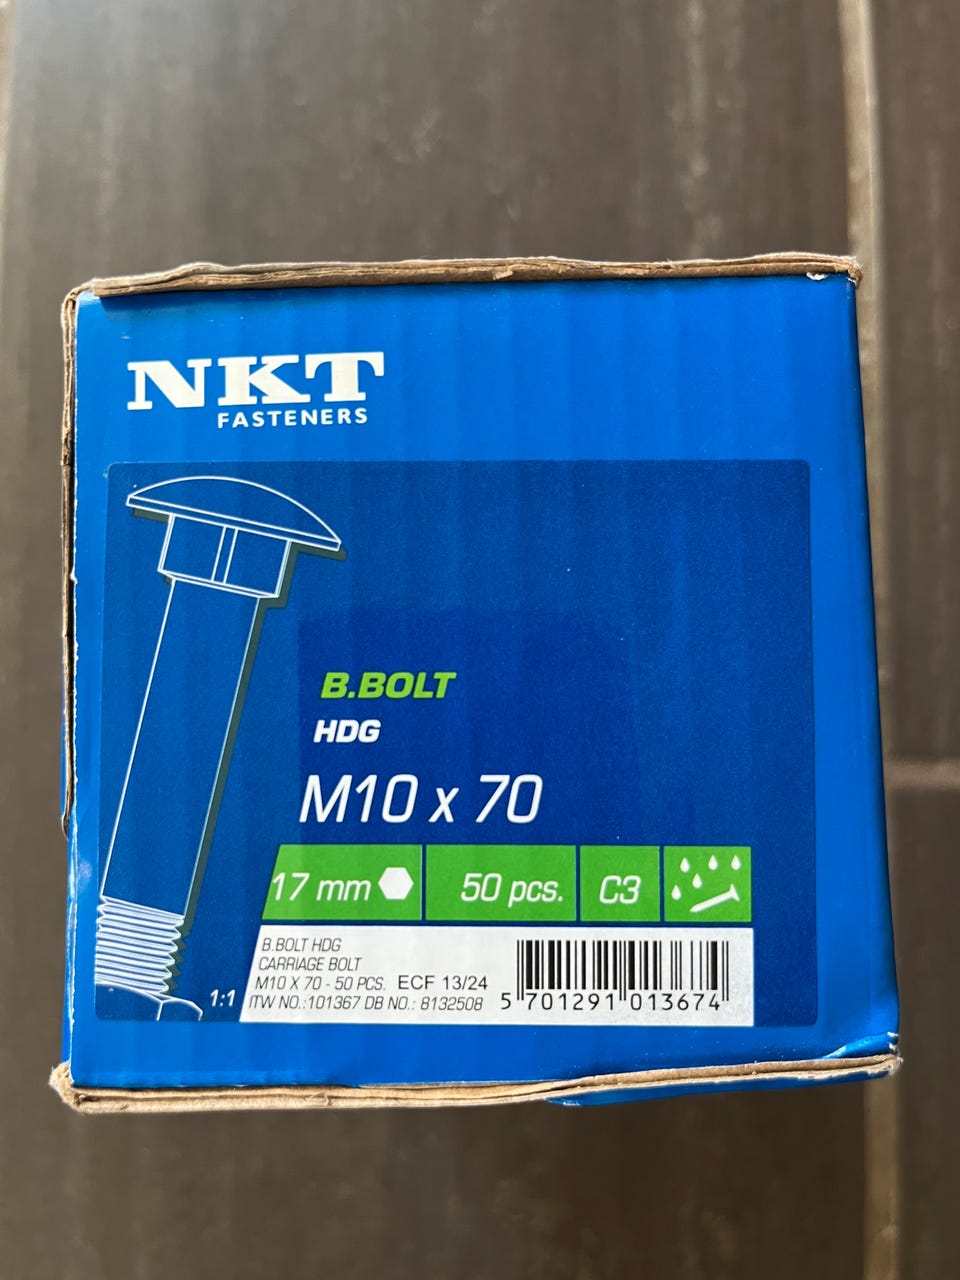 NKT
FASTENERS
B.BOLT
HDG
M10 x 70
17 mm 50 pcs. C3
B.BOLT HDG
CARRIAGE BOLT
M10 X 70 - 50 PCS. ECF 13/24
ITW NO.:101367 DB NO.: 8132508
1:1
5 701291 013674